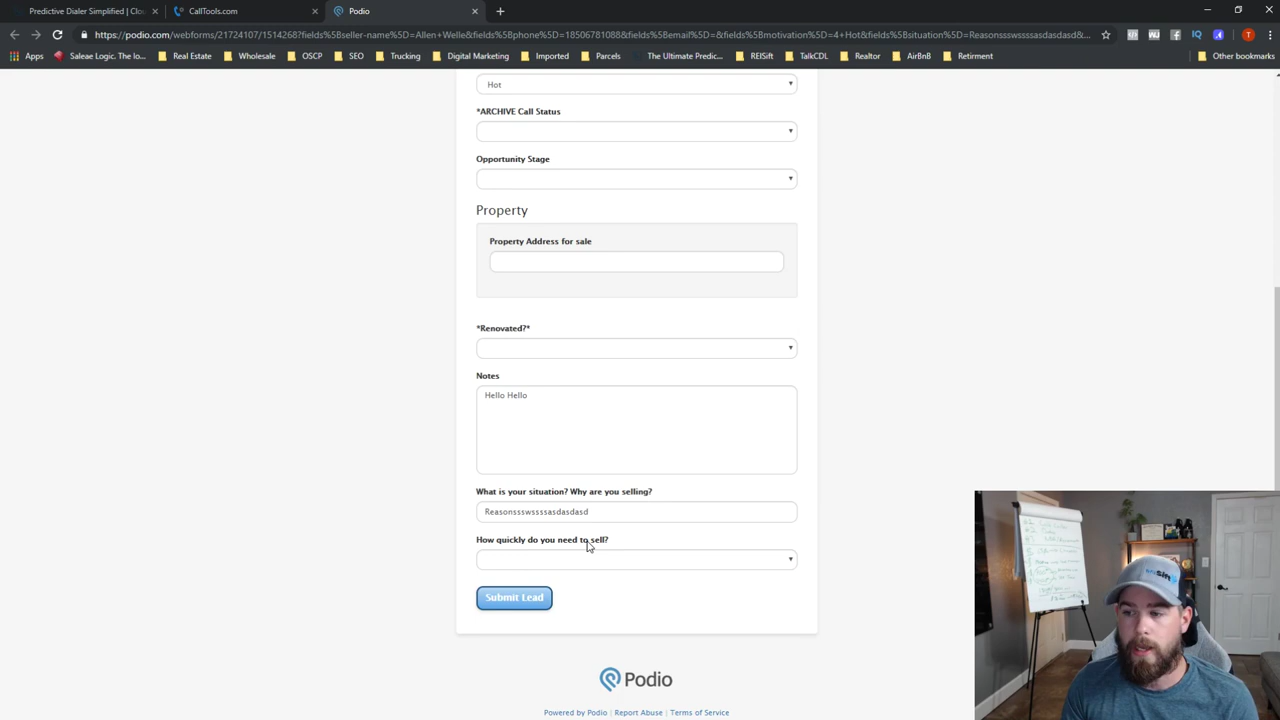 Predictive Dialer Simplified | Clou
CallTools.com
Podio
https://podio.com/webforms/21724107/1514268?fields%5Bseller-name%5D=Allen+Welle&fields%5Bphone%5D=18506781088&fields%5Bemail%5D=&fields%5Bmotivation%5D=4+Hot&fields%5Bsituation%5D=Reasonssswssssasdasdasd&...
Apps
Saleae Logic. The lo...
Real Estate
Wholesale
OSCP
SEO
Trucking
Digital Marketing
Imported
Parcels
The Ultimate Predic...
REISift
TalkCDL
Realtor
AirBnB
Retirement
Other bookmarks
Hot
*ARCHIVE Call Status
Opportunity Stage
Property
Property Address for sale
*Renovated?*
Notes
Hello Hello
What is your situation? Why are you selling?
Reasonssswssssasdasdasd
How quickly do you need to sell?
Submit Lead
Podio
Powered by Podio | Report Abuse | Terms of Service